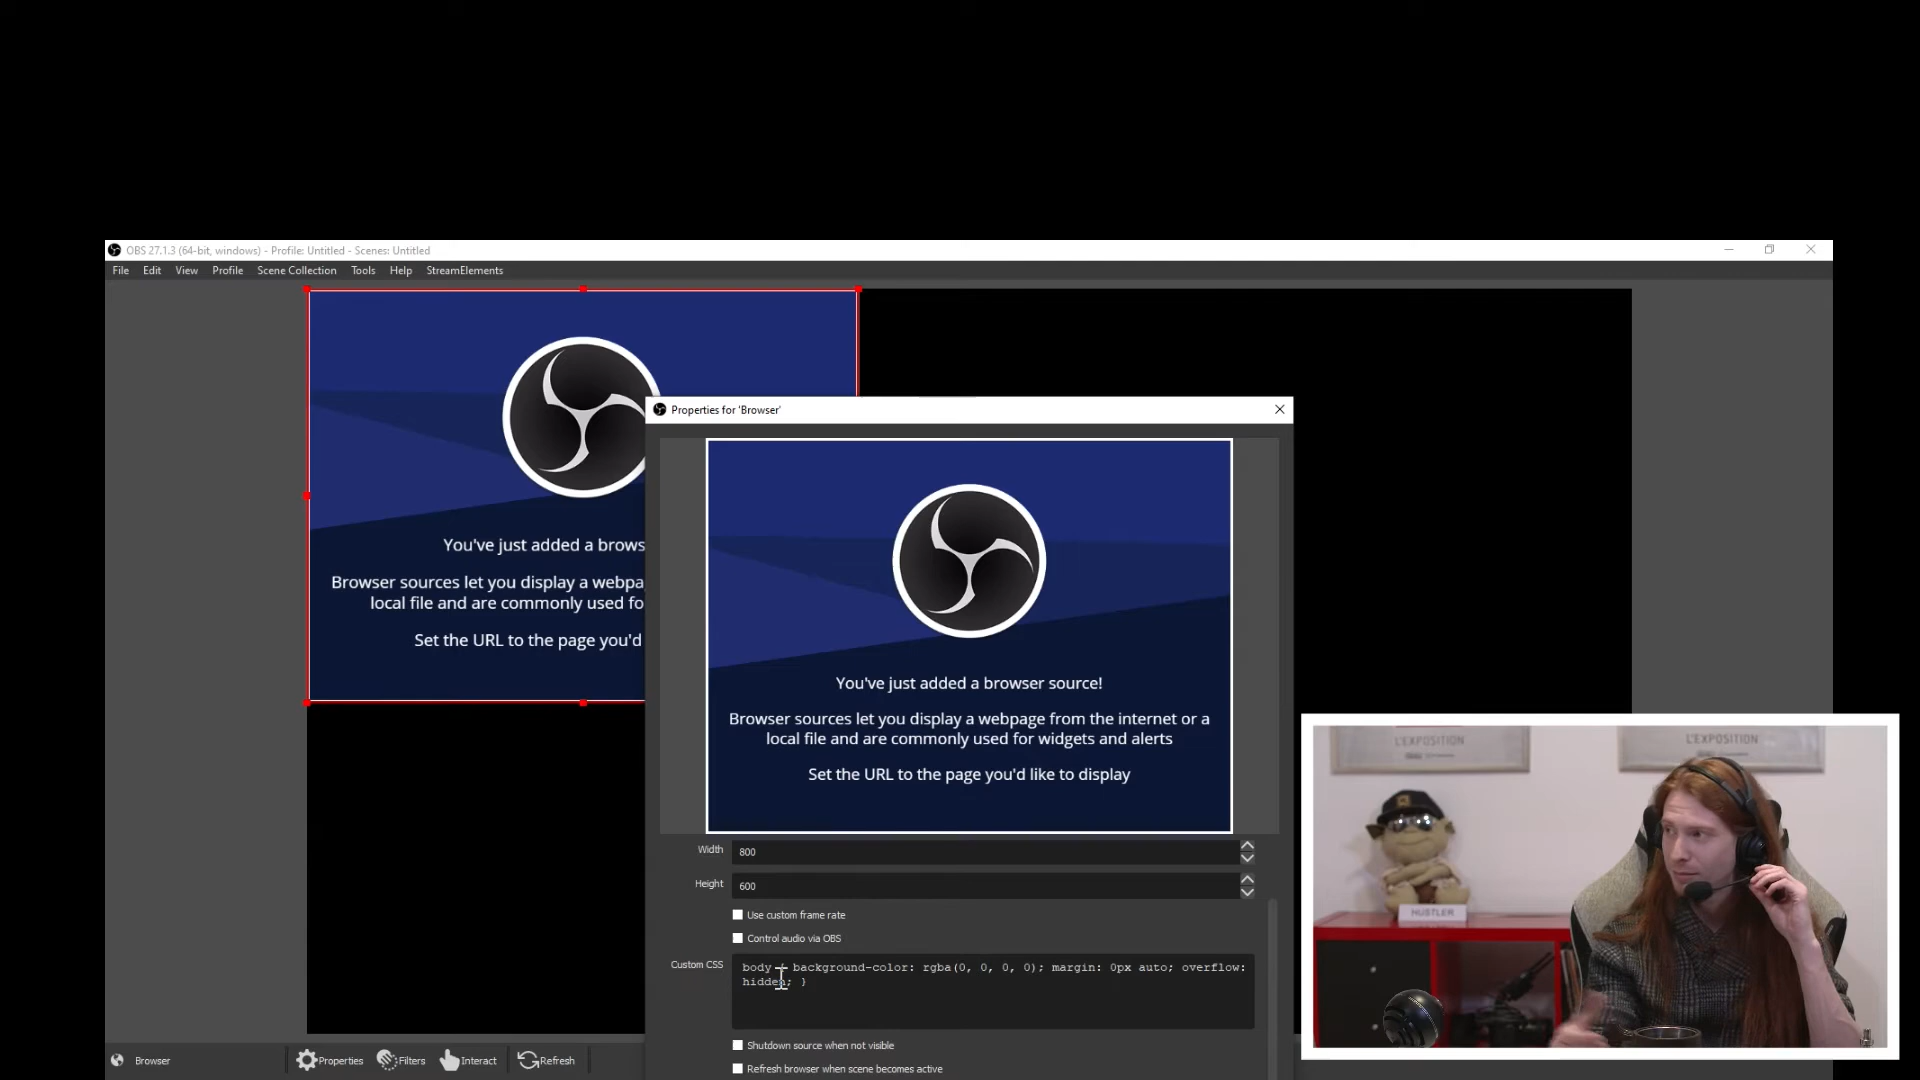 OBS 27.1.3 (64-bit, windows) - Profile: Untitled - Scenes: Untitled
File Edit View Profile Scene Collection Tools Help StreamElements
You've just added a brows
Browser sources let you display a webpa
local file and are commonly used fo
Set the URL to the page you'd
Properties for 'Browser'
You've just added a browser source!
Browser sources let you display a webpage from the internet or a
local file and are commonly used for widgets and alerts
Set the URL to the page you'd like to display
Width 800
Height 600
Use custom frame rate
Control audio via OBS
Custom CSS
body { background-color: rgba(0, 0, 0, 0); margin: 0px auto; overflow:
hidden; }
Shutdown source when not visible
Refresh browser when scene becomes active
Browser Properties Filters Interact Refresh
L'EXPOSITION
L'EXPOSITION
HUSTLER